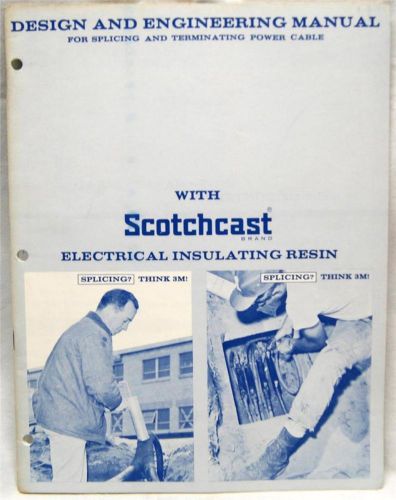 DESIGN AND ENGINEERING MANUAL
FOR SPLICING AND TERMINATING POWER CABLE
WITH
Scotchcast®
BRAND
ELECTRICAL INSULATING RESIN
SPLICING? THINK 3M!
SPLICING? THINK 3M!